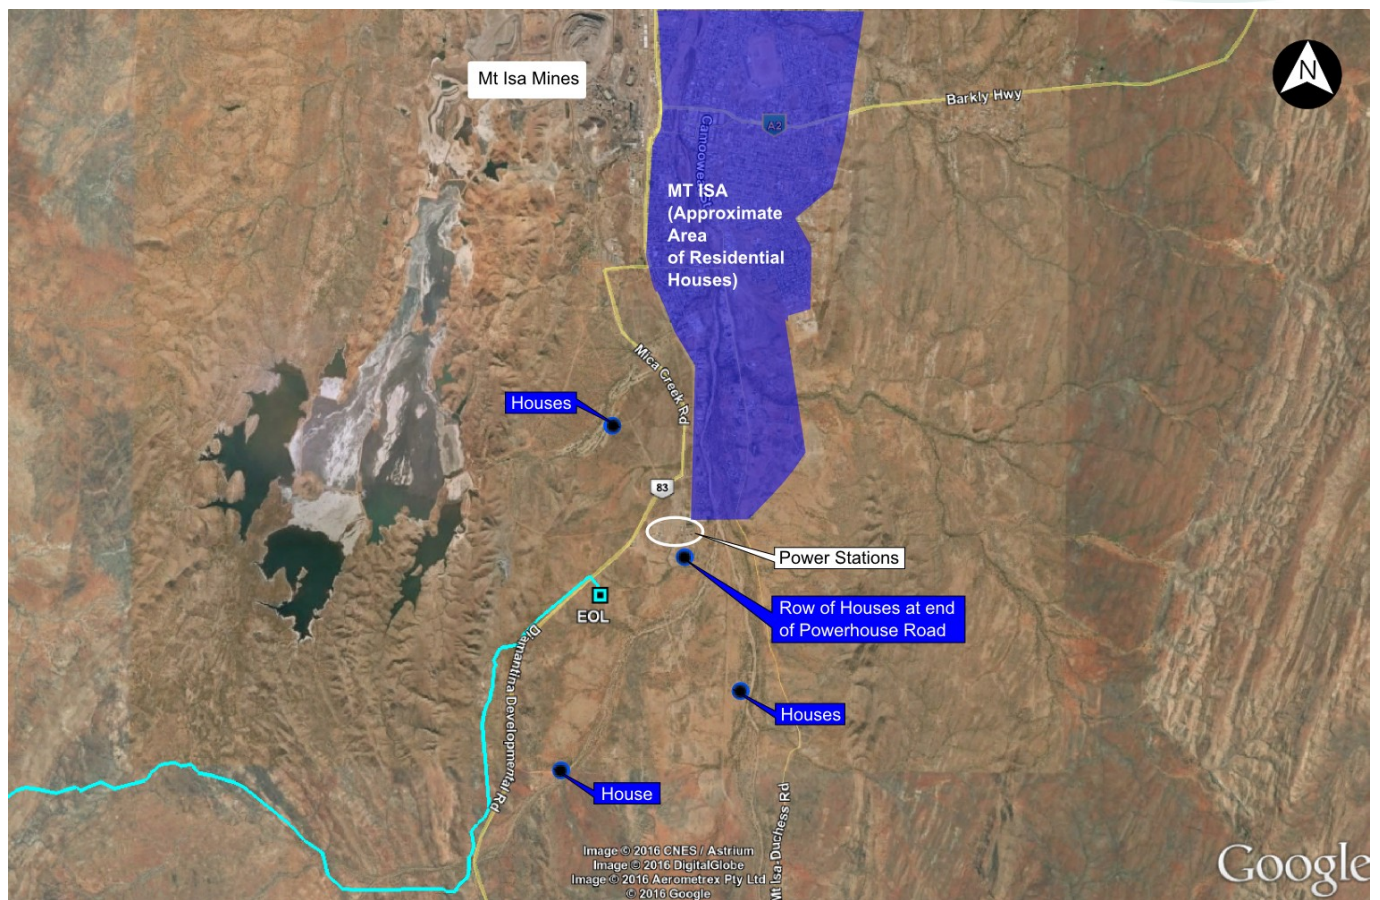 Mt Isa Mines
N
Barkly Hwy
A2
MT ISA
(Approximate
Area
of Residential
Houses)
Mica Creek Rd
Houses
83
Power Stations
Row of Houses at end
of Powerhouse Road
EOL
Diamantina Developmental Rd
Houses
House
Mt Isa-Duchess Rd
Image © 2016 CNES / Astrium
Image © 2016 DigitalGlobe
Image © 2016 Aerometrex Pty Ltd
© 2016 Google
Google